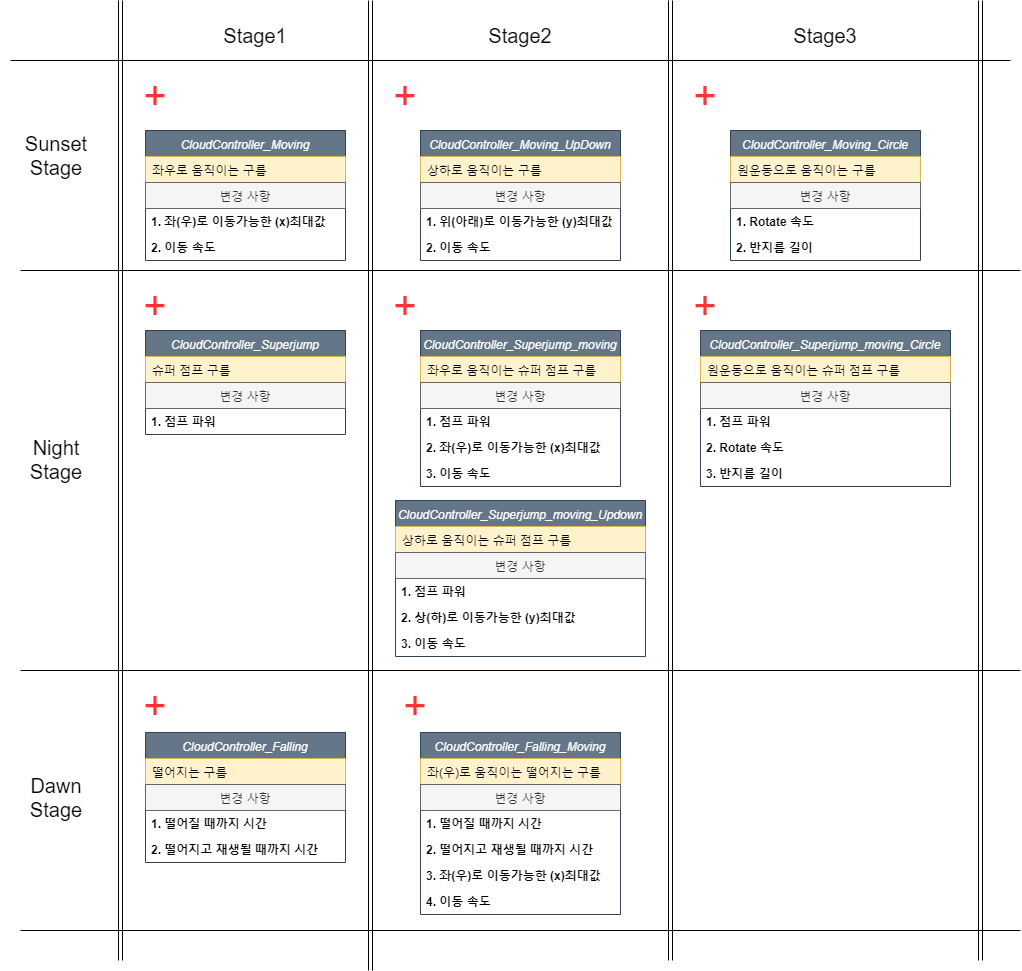 Stage1
Stage2
Stage3
Sunset
Stage
CloudController_Moving
좌우로 움직이는 구름
변경 사항
1. 좌(우)로 이동가능한 (x)최대값
2. 이동 속도
CloudController_Moving_UpDown
상하로 움직이는 구름
변경 사항
1. 위(아래)로 이동가능한 (y)최대값
2. 이동 속도
CloudController_Moving_Circle
원운동으로 움직이는 구름
변경 사항
1. Rotate 속도
2. 반지름 길이
Night
Stage
CloudController_Superjump
슈퍼 점프 구름
변경 사항
1. 점프 파워
CloudController_Superjump_moving
좌우로 움직이는 슈퍼 점프 구름
변경 사항
1. 점프 파워
2. 좌(우)로 이동가능한 (x)최대값
3. 이동 속도
CloudController_Superjump_moving_Updown
상하로 움직이는 슈퍼 점프 구름
변경 사항
1. 점프 파워
2. 상(하)로 이동가능한 (y)최대값
3. 이동 속도
CloudController_Superjump_moving_Circle
원운동으로 움직이는 슈퍼 점프 구름
변경 사항
1. 점프 파워
2. Rotate 속도
3. 반지름 길이
Dawn
Stage
CloudController_Falling
떨어지는 구름
변경 사항
1. 떨어질 때까지 시간
2. 떨어지고 재생될 때까지 시간
CloudController_Falling_Moving
좌(우)로 움직이는 떨어지는 구름
변경 사항
1. 떨어질 때까지 시간
2. 떨어지고 재생될 때까지 시간
3. 좌(우)로 이동가능한 (x)최대값
4. 이동 속도